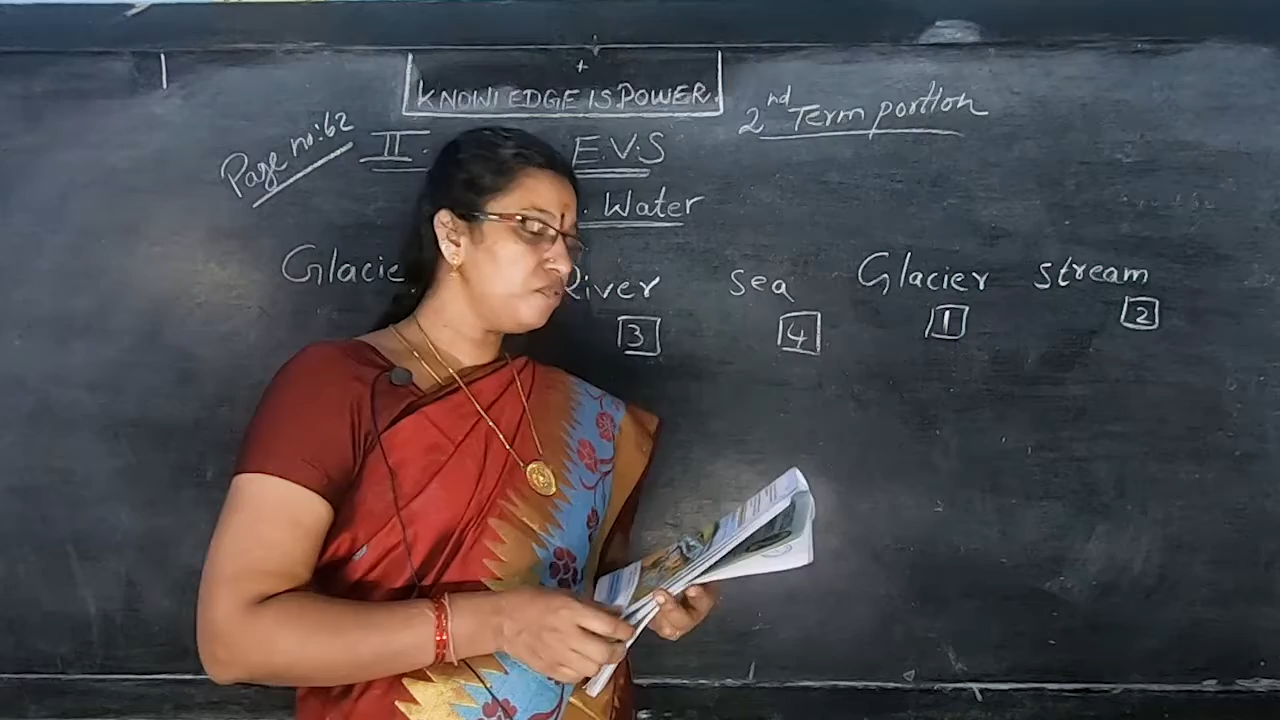 KNOWLEDGE IS POWER.
Page no:62 II. E.V.S 2nd Term portion
. Water
Glacie River sea Glacier stream
3 4 1 2